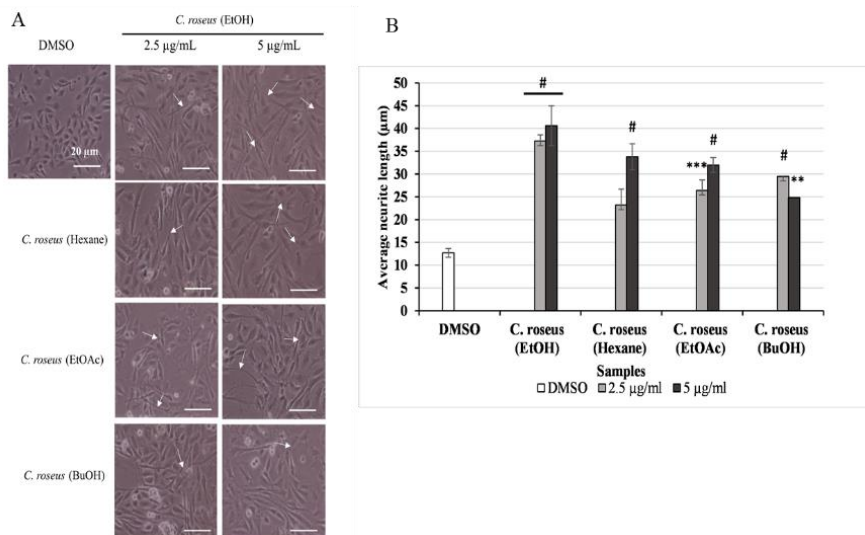 A
C. roseus (EtOH)
DMSO
2.5 µg/mL
5 µg/mL
20 µm
C. roseus (Hexane)
C. roseus (EtOAc)
C. roseus (BuOH)
B
Average neurite length (µm)
50
45
40
35
30
25
20
15
10
5
0
#
#
***
#
#
**
DMSO
C. roseus (EtOH)
C. roseus (Hexane)
C. roseus (EtOAc)
C. roseus (BuOH)
Samples
DMSO 2.5 µg/ml 5 µg/ml